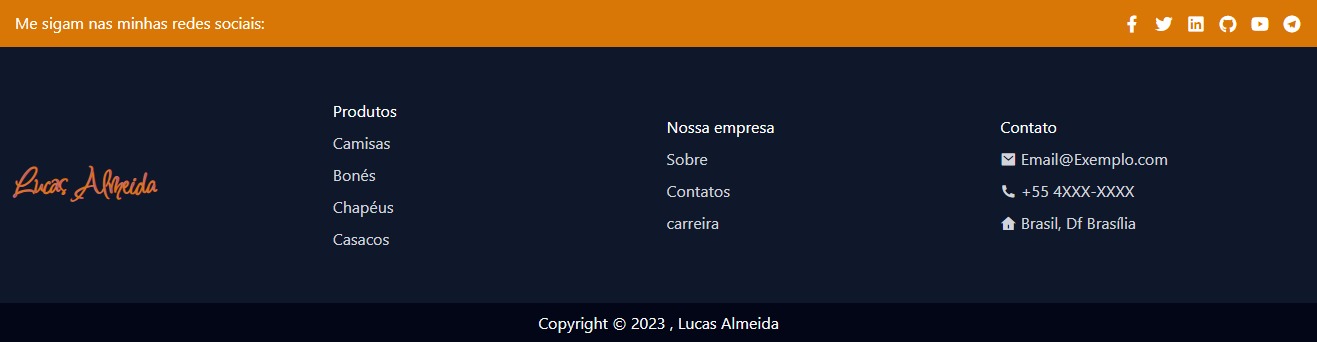 Me sigam nas minhas redes sociais:
Lucas Almeida
Produtos
Camisas
Bonés
Chapéus
Casacos
Nossa empresa
Sobre
Contatos
carreira
Contato
Email@Exemplo.com
+55 4XXX-XXXX
Brasil, Df Brasília
Copyright © 2023 , Lucas Almeida